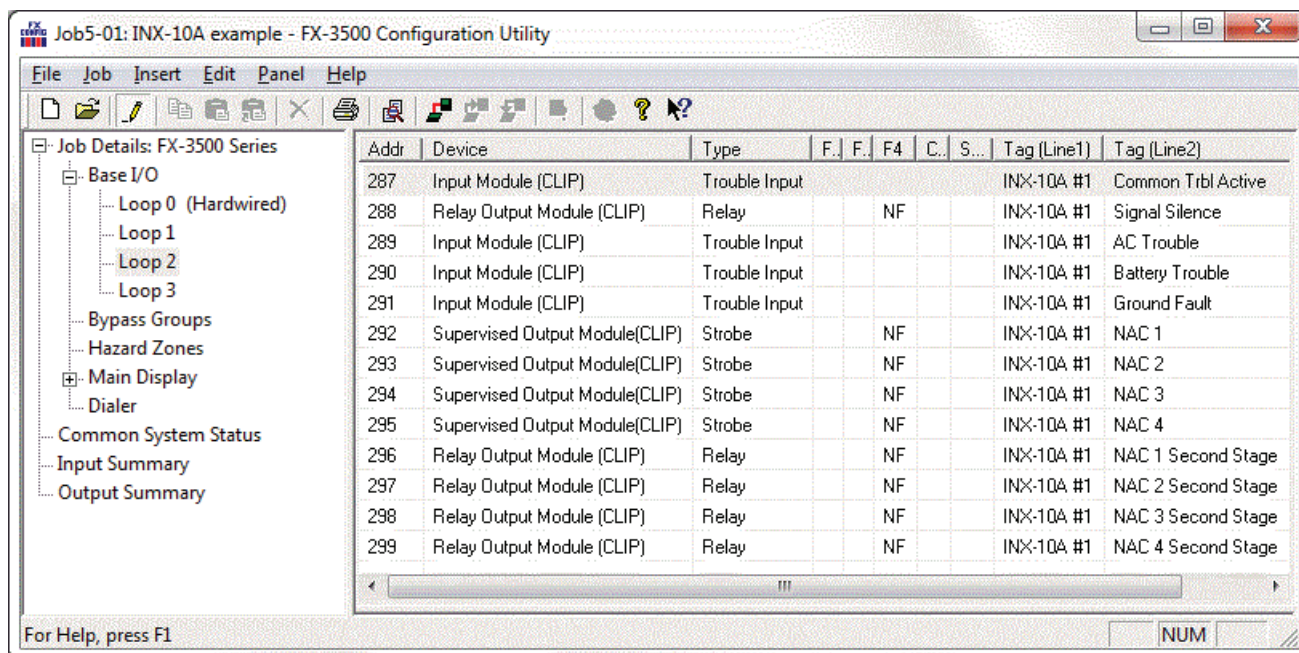 FX CONFIG Job5-01: INX-10A example - FX-3500 Configuration Utility
File Job Insert Edit Panel Help
Job Details: FX-3500 Series
Base I/O
Loop 0 (Hardwired)
Loop 1
Loop 2
Loop 3
Bypass Groups
Hazard Zones
Main Display
Dialer
Common System Status
Input Summary
Output Summary
Addr Device Type F.. F.. F4 C.. S... Tag (Line1) Tag (Line2)
287 Input Module (CLIP) Trouble Input INX-10A #1 Common Trbl Active
288 Relay Output Module (CLIP) Relay NF INX-10A #1 Signal Silence
289 Input Module (CLIP) Trouble Input INX-10A #1 AC Trouble
290 Input Module (CLIP) Trouble Input INX-10A #1 Battery Trouble
291 Input Module (CLIP) Trouble Input INX-10A #1 Ground Fault
292 Supervised Output Module(CLIP) Strobe NF INX-10A #1 NAC 1
293 Supervised Output Module(CLIP) Strobe NF INX-10A #1 NAC 2
294 Supervised Output Module(CLIP) Strobe NF INX-10A #1 NAC 3
295 Supervised Output Module(CLIP) Strobe NF INX-10A #1 NAC 4
296 Relay Output Module (CLIP) Relay NF INX-10A #1 NAC 1 Second Stage
297 Relay Output Module (CLIP) Relay NF INX-10A #1 NAC 2 Second Stage
298 Relay Output Module (CLIP) Relay NF INX-10A #1 NAC 3 Second Stage
299 Relay Output Module (CLIP) Relay NF INX-10A #1 NAC 4 Second Stage
For Help, press F1
NUM